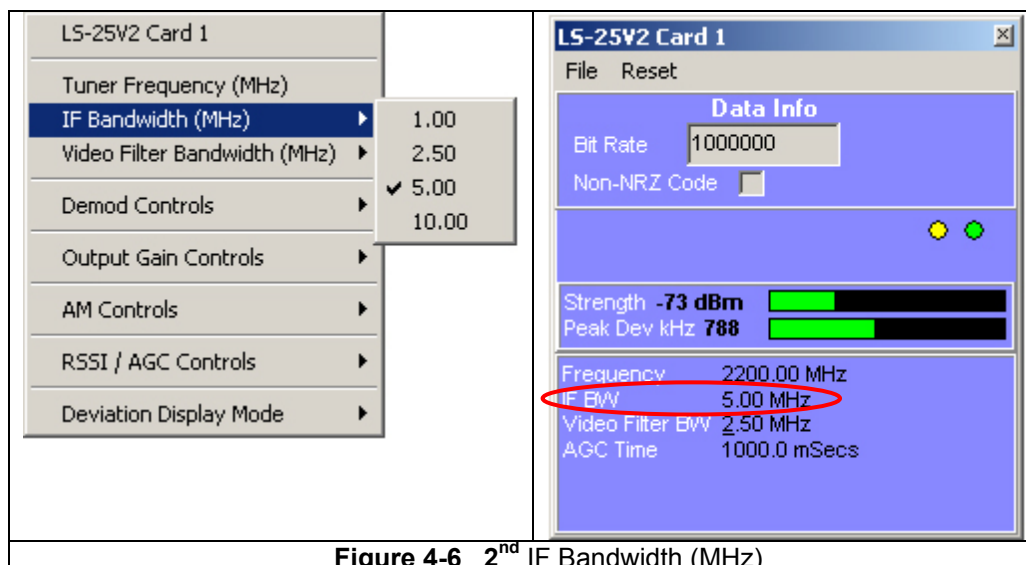 LS-25V2 Card 1
Tuner Frequency (MHz)
IF Bandwidth (MHz)
Video Filter Bandwidth (MHz)
Demod Controls
Output Gain Controls
AM Controls
RSSI / AGC Controls
Deviation Display Mode
1.00
2.50
5.00
10.00
LS-25V2 Card 1
File Reset
Data Info
Bit Rate 1000000
Non-NRZ Code
Strength -73 dBm
Peak Dev kHz 788
Frequency 2200.00 MHz
IF BW 5.00 MHz
Video Filter BW 2.50 MHz
AGC Time 1000.0 mSecs
Figure 4-6 2nd IF Bandwidth (MHz)